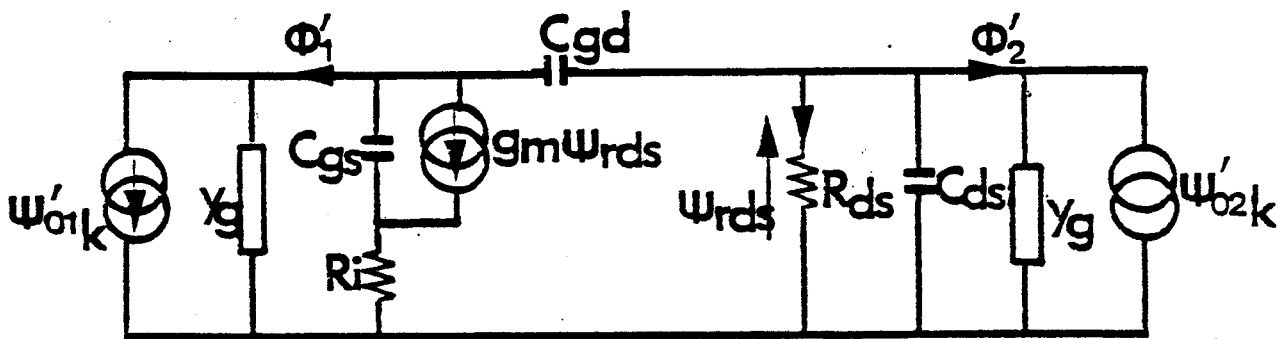 Φ′1
Cgd
Φ′2
Cgs
gmΨrds
Ψ′01k
Yg
Ri
Ψrds
Rds
Cds
Yg
Ψ′02k